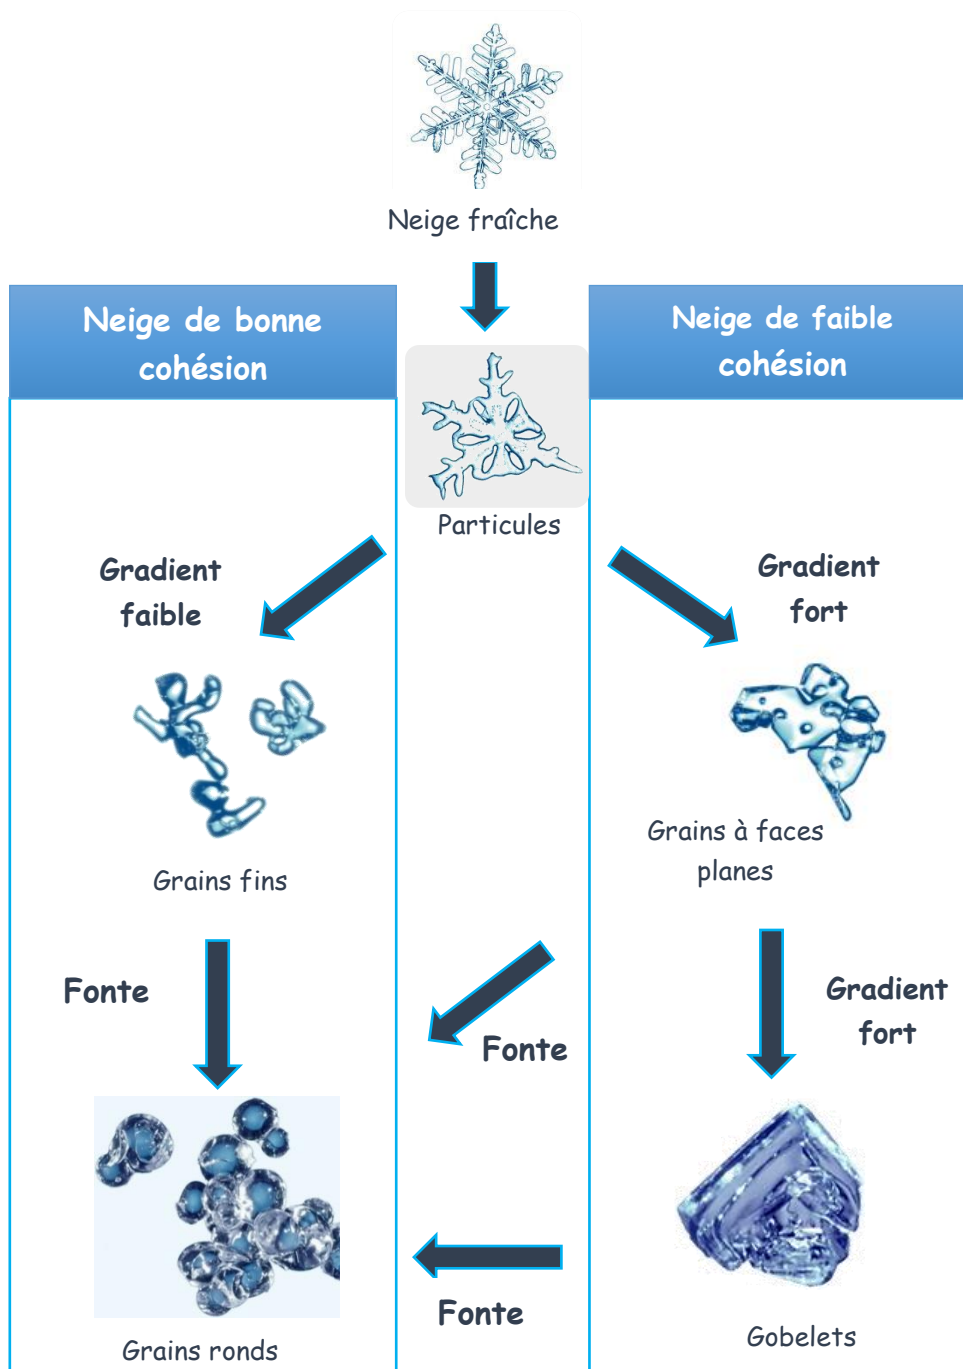 Neige fraîche
Neige de bonne
cohésion
Neige de faible
cohésion
Particules
Gradient
faible
Gradient
fort
Grains fins
Grains à faces
planes
Fonte
Fonte
Gradient
fort
Fonte
Grains ronds
Gobelets